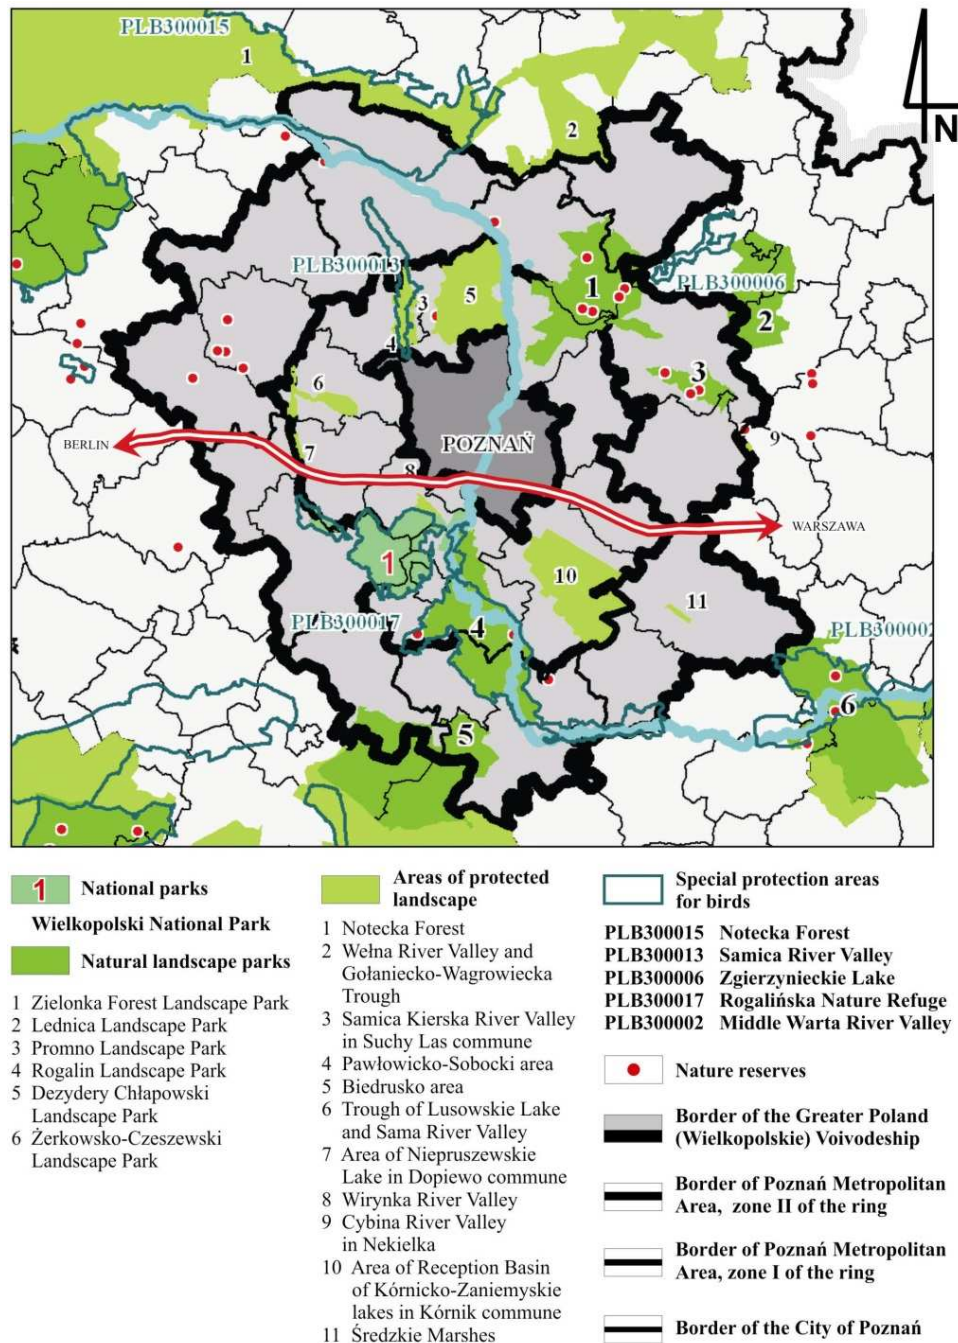 PLB300015
1
2
N
PLB300013
3
5
4
1
PLB300006
2
3
6
BERLIN
7
POZNAŃ
8
9
WARSZAWA
1
10
11
PLB300017
4
PLB300002
6
5
1 National parks
Wielkopolski National Park
Natural landscape parks
1 Zielonka Forest Landscape Park
2 Lednica Landscape Park
3 Promno Landscape Park
4 Rogalin Landscape Park
5 Dezydery Chłapowski
Landscape Park
6 Żerkowsko-Czeszewski
Landscape Park
Areas of protected
landscape
1 Notecka Forest
2 Wełna River Valley and
Gołaniecko-Wagrowiecka
Trough
3 Samica Kierska River Valley
in Suchy Las commune
4 Pawłowicko-Sobocki area
5 Biedrusko area
6 Trough of Lusowskie Lake
and Sama River Valley
7 Area of Niepruszewskie
Lake in Dopiewo commune
8 Wirynka River Valley
9 Cybina River Valley
in Nekielka
10 Area of Reception Basin
of Kórnicko-Zaniemyskie
lakes in Kórnik commune
11 Średzkie Marshes
Special protection areas
for birds
PLB300015 Notecka Forest
PLB300013 Samica River Valley
PLB300006 Zgierzynieckie Lake
PLB300017 Rogalińska Nature Refuge
PLB300002 Middle Warta River Valley
Nature reserves
Border of the Greater Poland
(Wielkopolskie) Voivodeship
Border of Poznań Metropolitan
Area, zone II of the ring
Border of Poznań Metropolitan
Area, zone I of the ring
Border of the City of Poznań